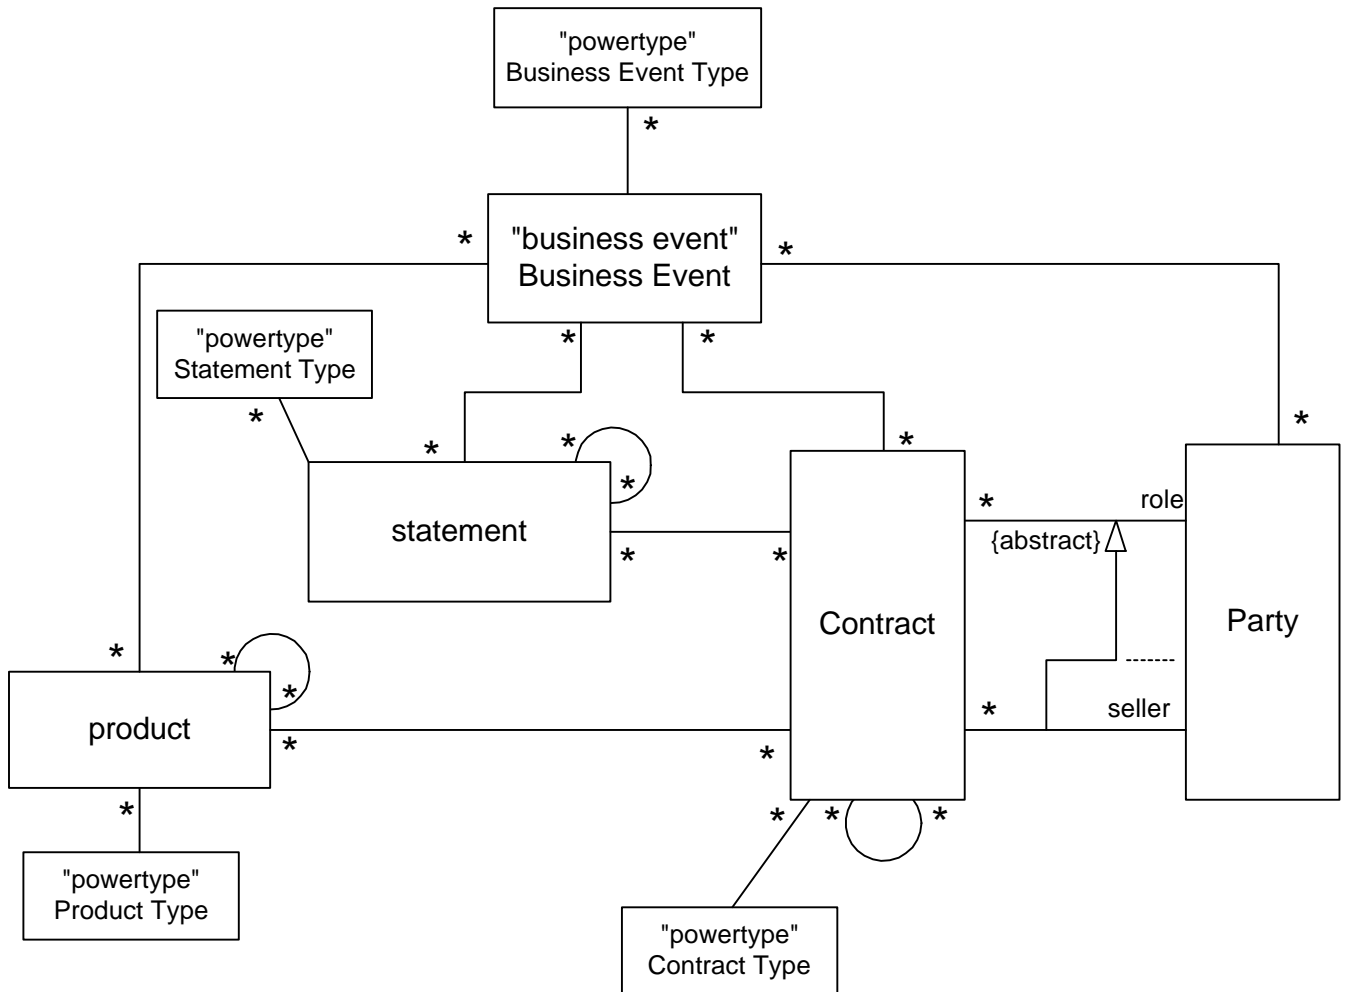 "powertype"
Business Event Type
*
"business event"
Business Event
*
*
"powertype"
Statement Type
*
*
*
*
*
*
*
*
statement
*
*
*
role
{abstract}
Contract
Party
*
*
*
product
*
*
seller
*
*
*
*
*
"powertype"
Product Type
"powertype"
Contract Type